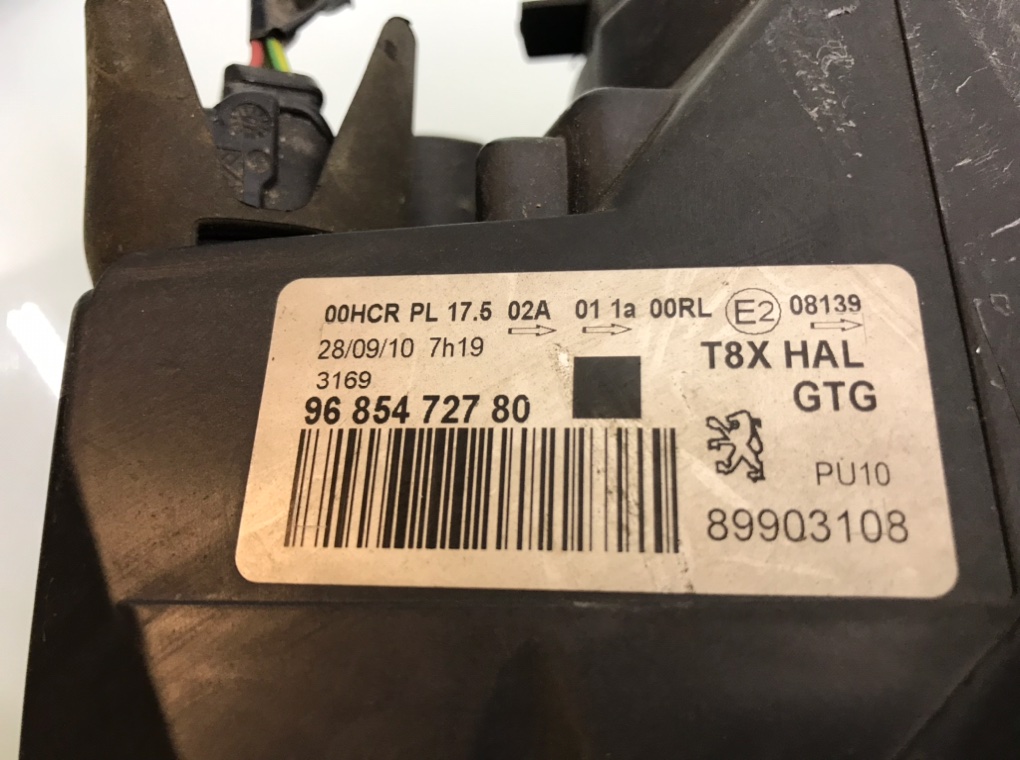 00HCR PL 17.5 02A 01 1a 00RL E2 08139
28/09/10 7h19
3169
96 854 727 80
T8X HAL
GTG
PU10
89903108